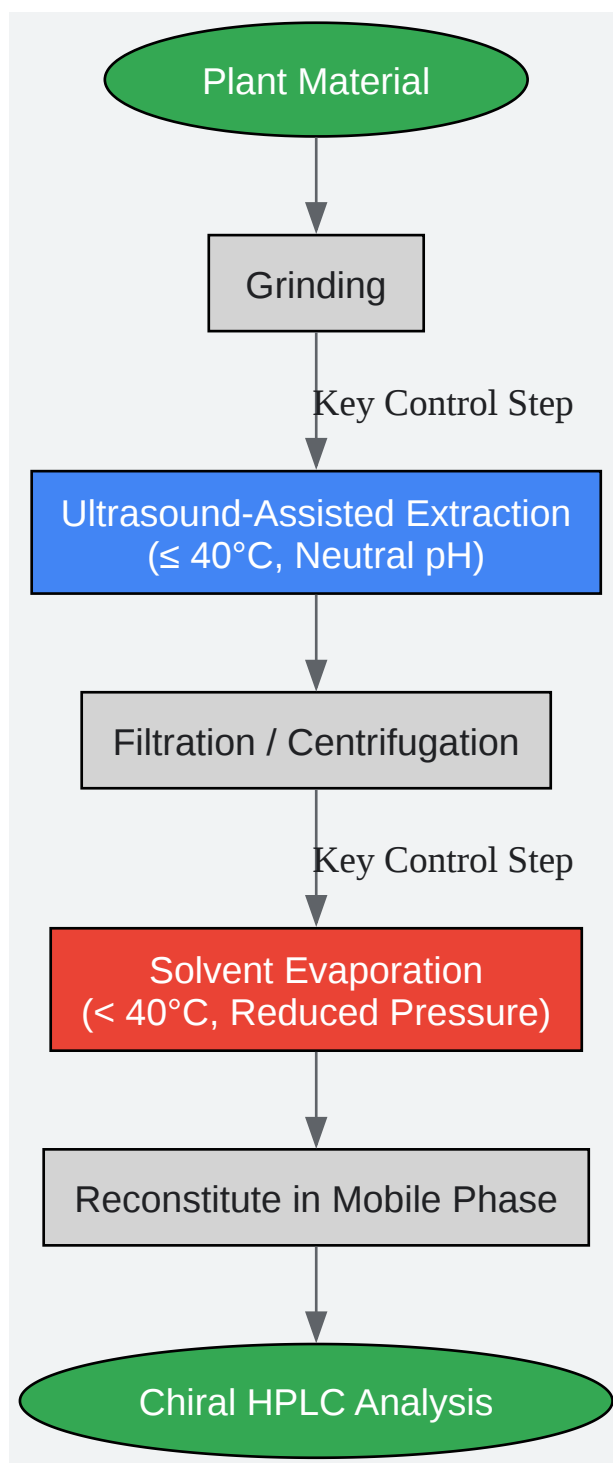 Plant Material
Grinding
Key Control Step
Ultrasound-Assisted Extraction
(≤ 40°C, Neutral pH)
Filtration / Centrifugation
Key Control Step
Solvent Evaporation
(< 40°C, Reduced Pressure)
Reconstitute in Mobile Phase
Chiral HPLC Analysis